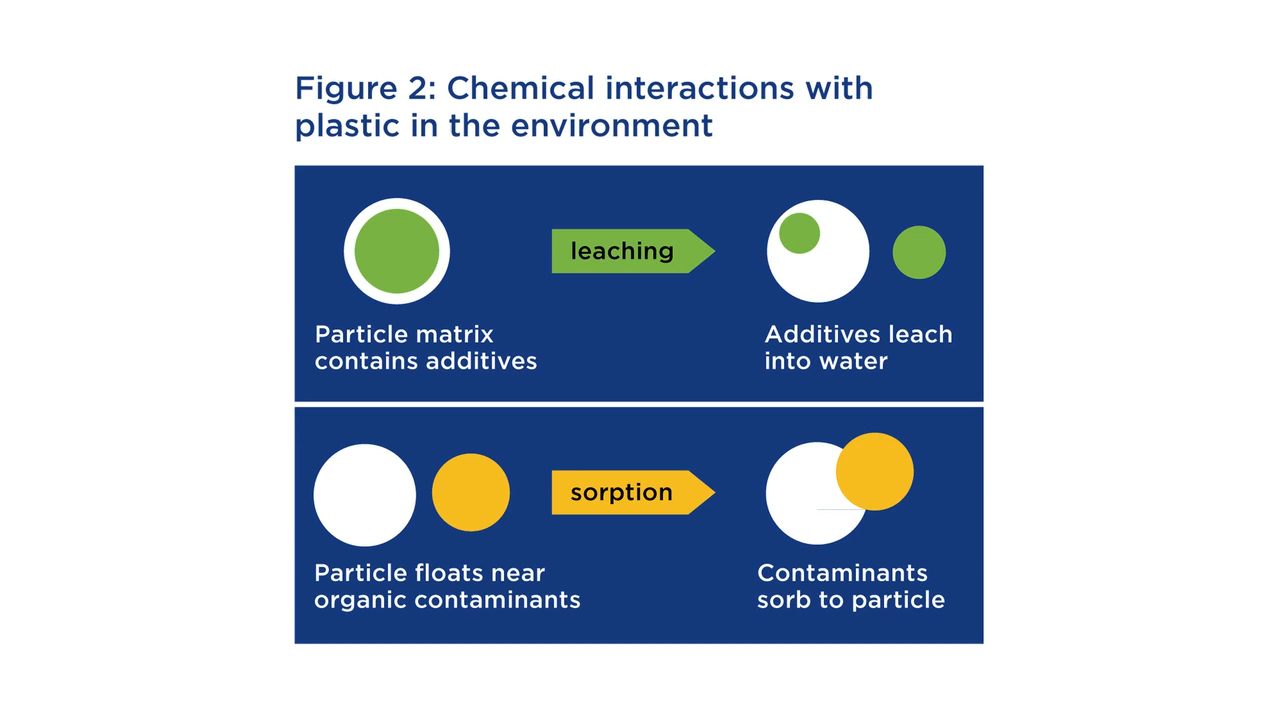 Figure 2: Chemical interactions with
plastic in the environment
leaching
Particle matrix
contains additives
Additives leach
into water
sorption
Particle floats near
organic contaminants
Contaminants
sorb to particle